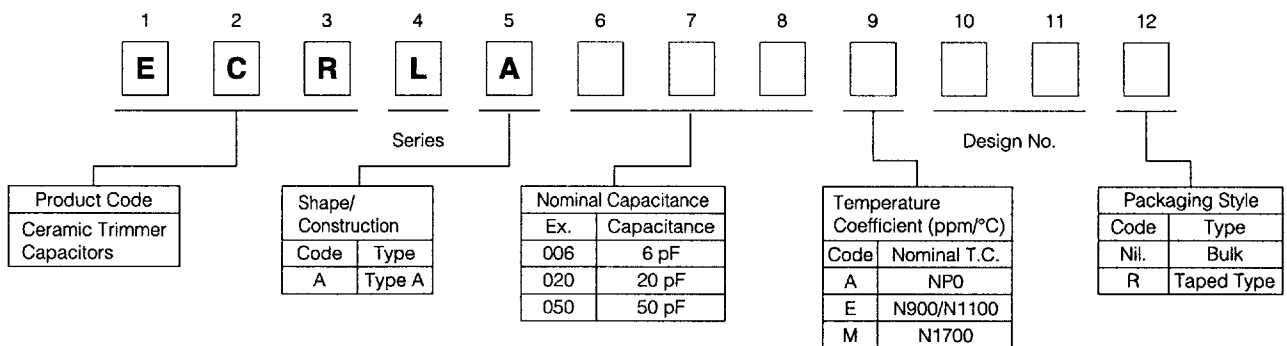 1 2 3 4 5 6 7 8 9 10 11 12
E C R L A
Series
Design No.
Product Code
Ceramic Trimmer
Capacitors
Shape/
Construction
Code Type
A Type A
Nominal Capacitance
Ex. Capacitance
006 6 pF
020 20 pF
050 50 pF
Temperature
Coefficient (ppm/°C)
Code Nominal T.C.
A NP0
E N900/N1100
M N1700
Packaging Style
Code Type
Nil. Bulk
R Taped Type